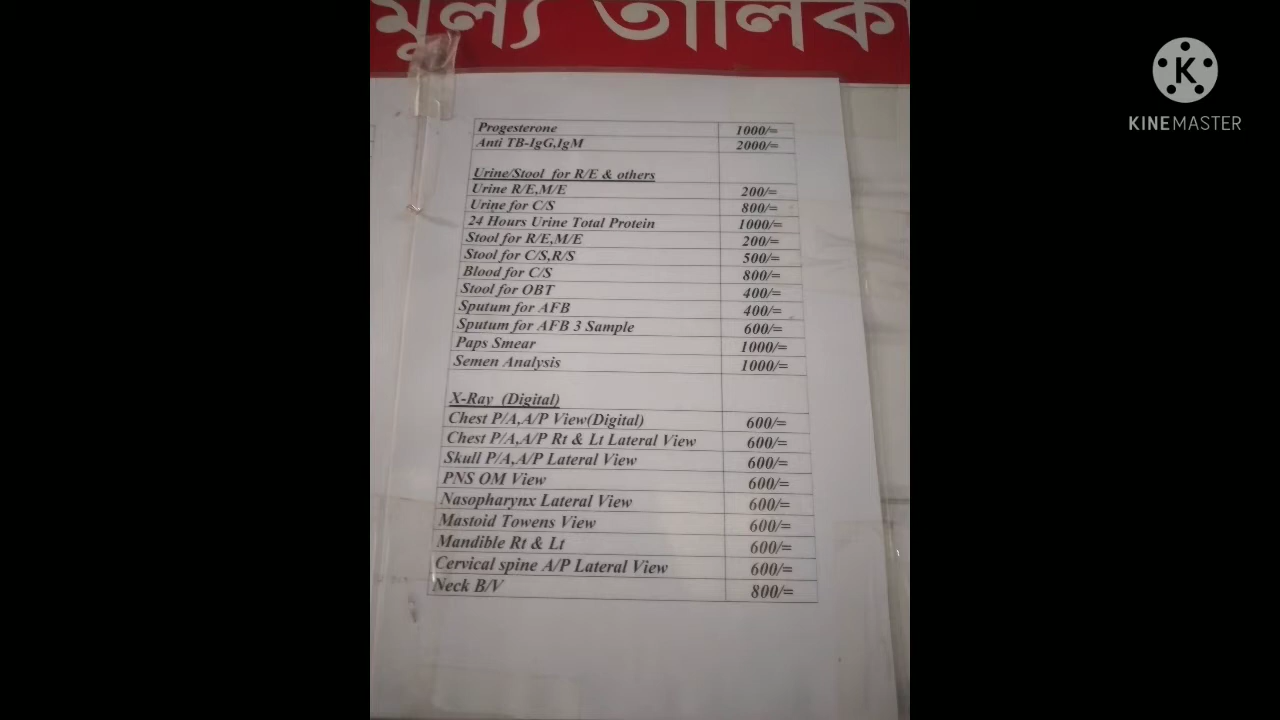 মূল্য তালিকা
K
KINEMASTER
Progesterone 1000/=
Anti TB-IgG,IgM 2000/=
Urine/Stool for R/E & others
Urine R/E,M/E 200/=
Urine for C/S 800/=
24 Hours Urine Total Protein 1000/=
Stool for R/E,M/E 200/=
Stool for C/S,R/S 500/=
Blood for C/S 800/=
Stool for OBT 400/=
Sputum for AFB 400/=
Sputum for AFB 3 Sample 600/=
Paps Smear 1000/=
Semen Analysis 1000/=
X-Ray (Digital)
Chest P/A,A/P View(Digital) 600/=
Chest P/A,A/P Rt & Lt Lateral View 600/=
Skull P/A,A/P Lateral View 600/=
PNS OM View 600/=
Nasopharynx Lateral View 600/=
Mastoid Towens View 600/=
Mandible Rt & Lt 600/=
Cervical spine A/P Lateral View 600/=
Neck B/V 800/=